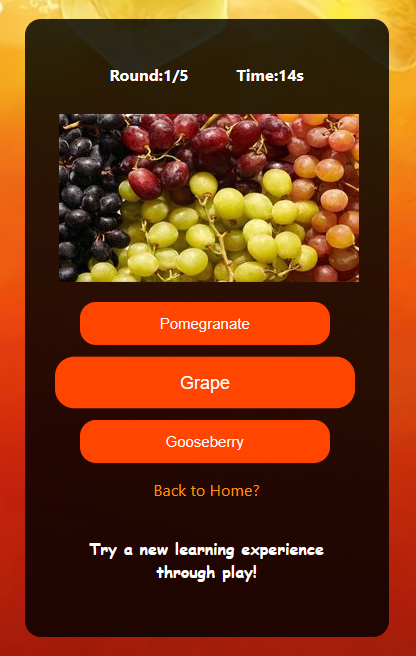 Round:1/5 Time:14s
Pomegranate
Grape
Gooseberry
Back to Home?
Try a new learning experience
through play!